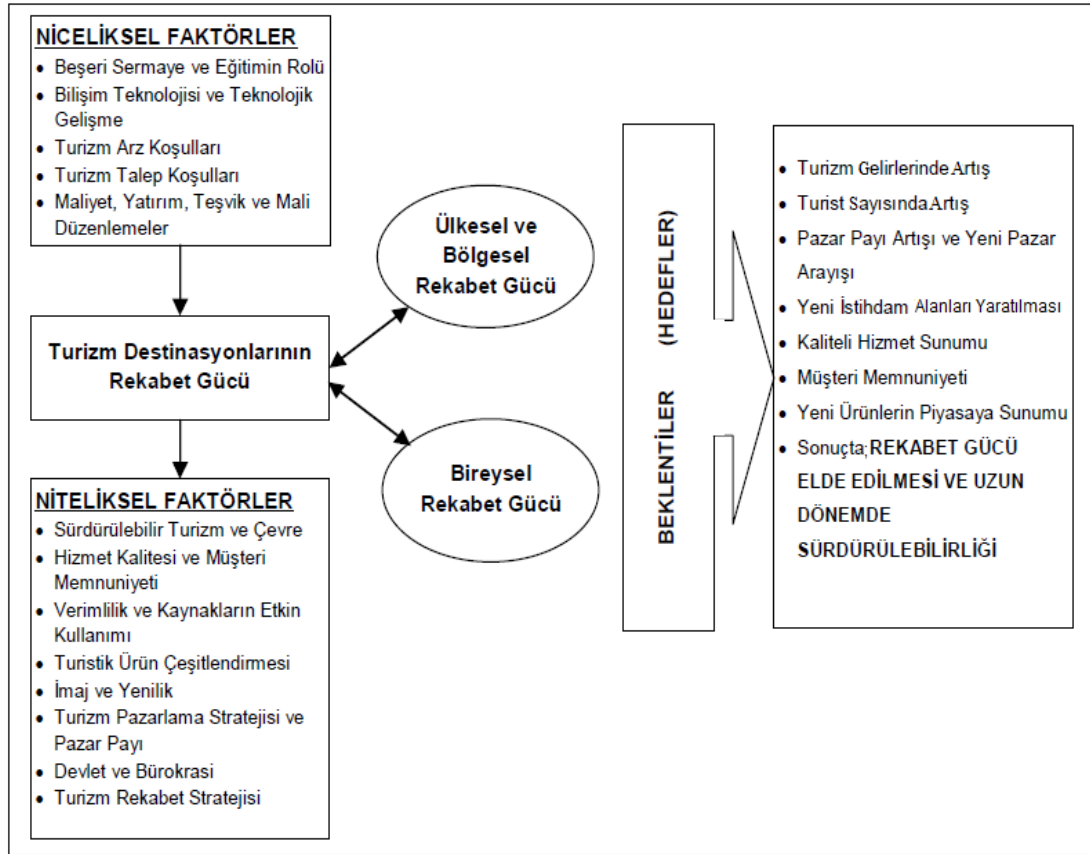 NİCELİKSEL FAKTÖRLER
• Beşeri Sermaye ve Eğitimin Rolü
• Bilişim Teknolojisi ve Teknolojik
Gelişme
• Turizm Arz Koşulları
• Turizm Talep Koşulları
• Maliyet, Yatırım, Teşvik ve Mali
Düzenlemeler
Turizm Destinasyonlarının
Rekabet Gücü
NİTELİKSEL FAKTÖRLER
• Sürdürülebilir Turizm ve Çevre
• Hizmet Kalitesi ve Müşteri
Memnuniyeti
• Verimlilik ve Kaynakların Etkin
Kullanımı
• Turistik Ürün Çeşitlendirmesi
• İmaj ve Yenilik
• Turizm Pazarlama Stratejisi ve
Pazar Payı
• Devlet ve Bürokrasi
• Turizm Rekabet Stratejisi
Ülkesel ve
Bölgesel
Rekabet Gücü
Bireysel
Rekabet Gücü
BEKLENTİLER (HEDEFLER)
• Turizm Gelirlerinde Artış
• Turist Sayısında Artış
• Pazar Payı Artışı ve Yeni Pazar
Arayışı
• Yeni İstihdam Alanları Yaratılması
• Kaliteli Hizmet Sunumu
• Müşteri Memnuniyeti
• Yeni Ürünlerin Piyasaya Sunumu
• Sonuçta; REKABET GÜCÜ
ELDE EDİLMESİ VE UZUN
DÖNEMDE
SÜRDÜRÜLEBİLİRLİĞİ